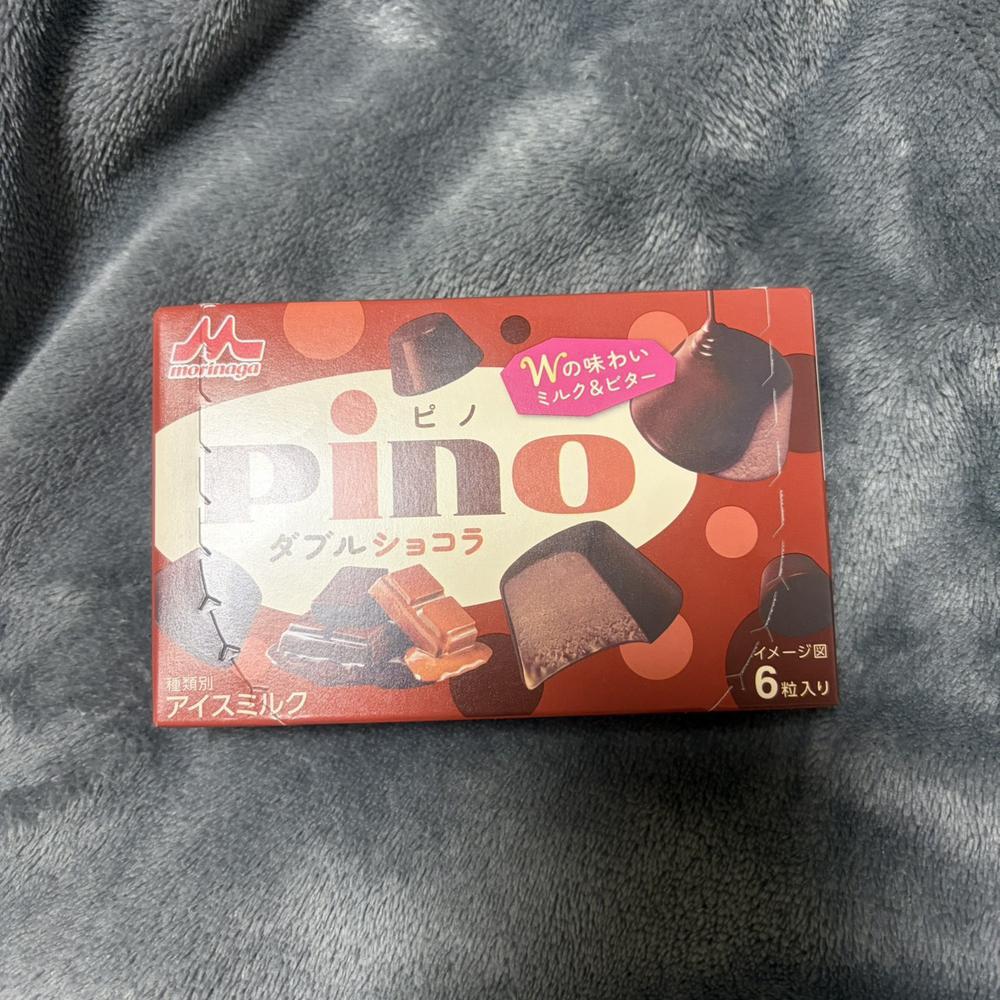 morinaga
Wの味わい
ミルク&ビター
ピノ
pino
ダブルショコラ
種類別
アイスミルク
イメージ図
6粒入り